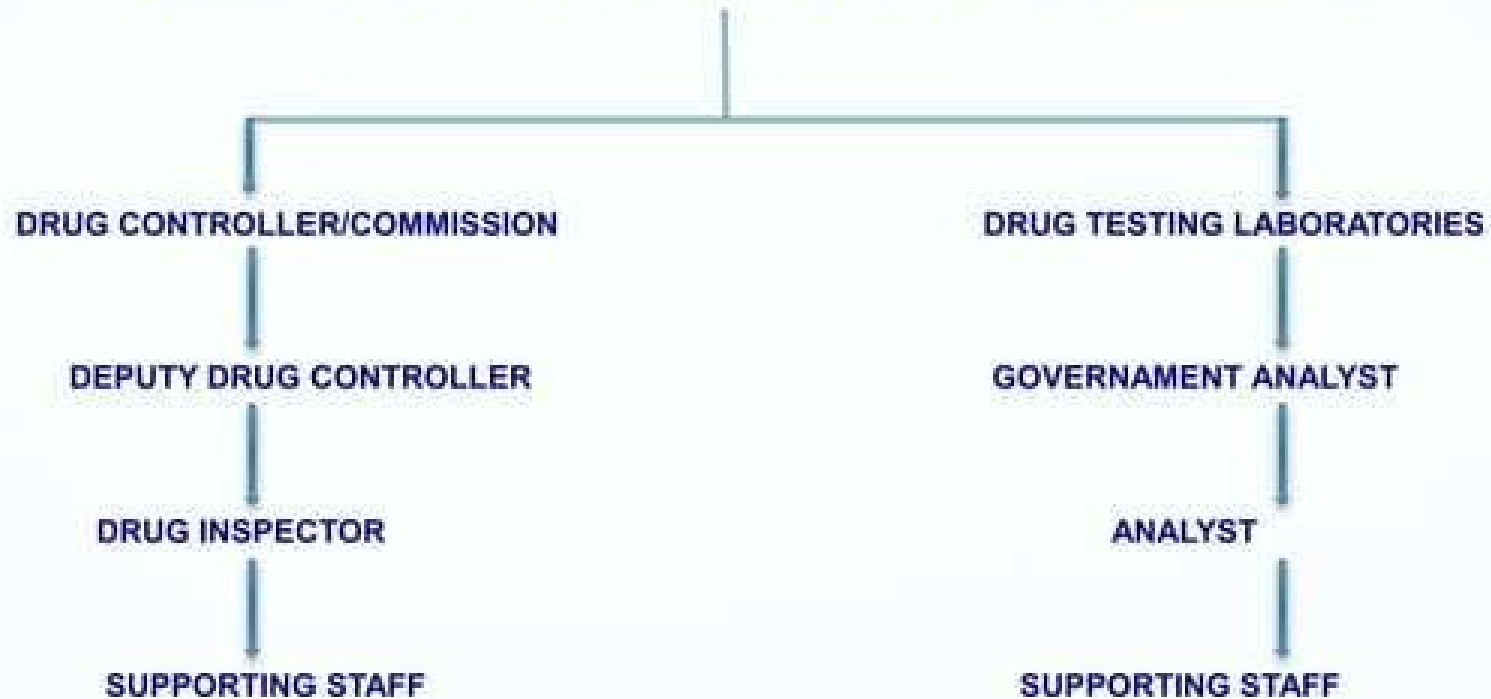 DRUG CONTROLLER/COMMISSION
DRUG TESTING LABORATORIES
DEPUTY DRUG CONTROLLER
GOVERNAMENT ANALYST
DRUG INSPECTOR
ANALYST
SUPPORTING STAFF
SUPPORTING STAFF